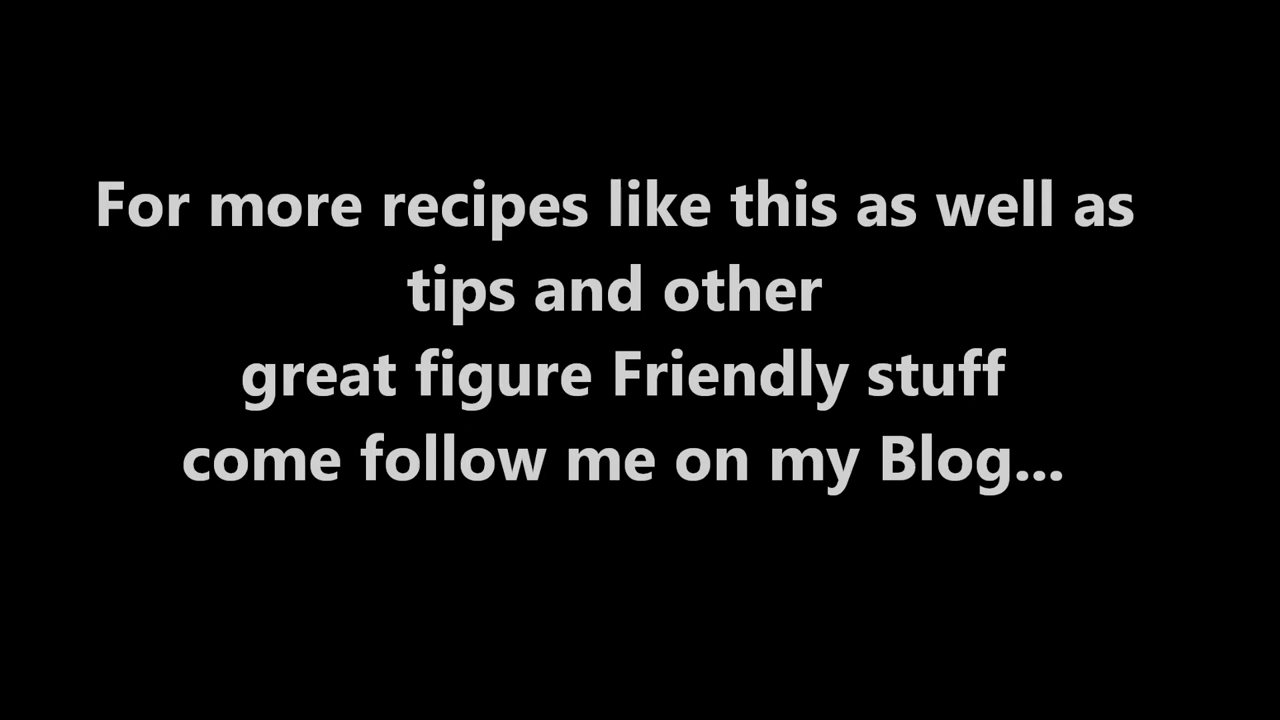 For more recipes like this as well as
tips and other
great figure Friendly stuff
come follow me on my Blog...